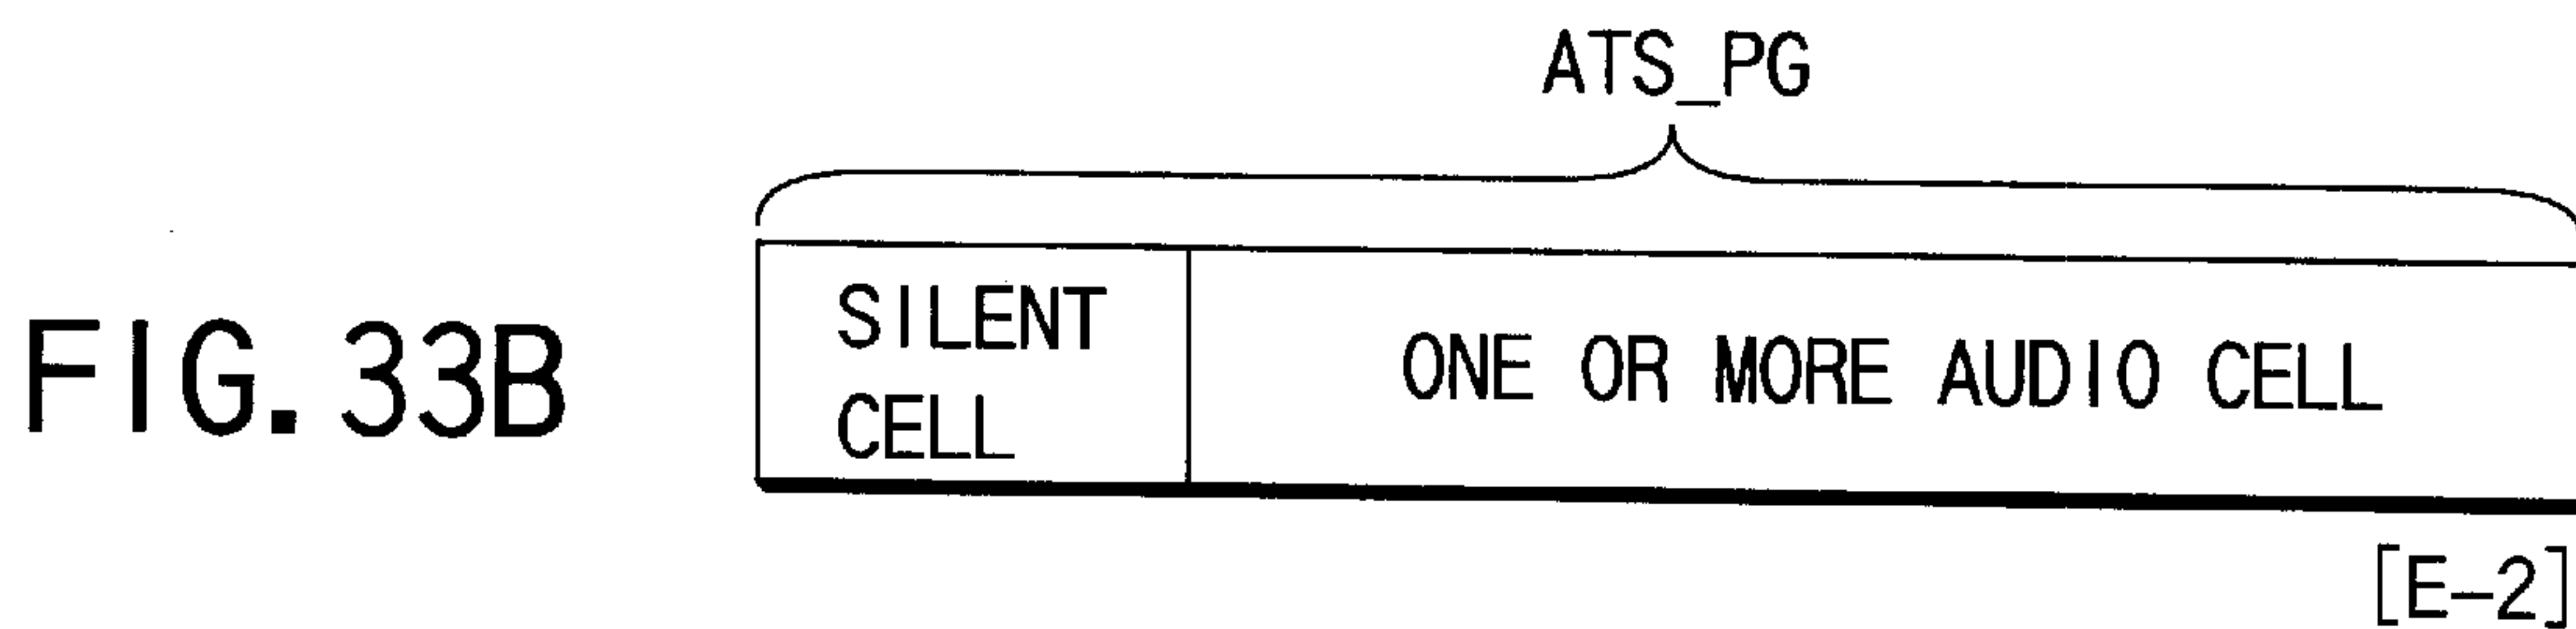 ATS_PG
FIG. 33B
SILENT
CELL
ONE OR MORE AUDIO CELL
[E-2]